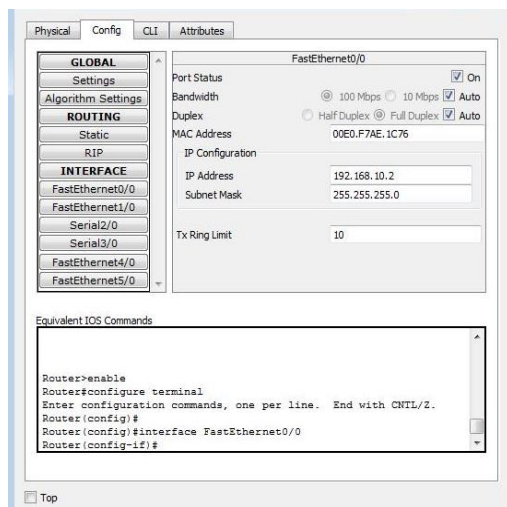 Physical Config CLI Attributes
GLOBAL
Settings
Algorithm Settings
ROUTING
Static
RIP
INTERFACE
FastEthernet0/0
FastEthernet1/0
Serial2/0
Serial3/0
FastEthernet4/0
FastEthernet5/0
FastEthernet0/0
Port Status On
Bandwidth 100 Mbps 10 Mbps Auto
Duplex Half Duplex Full Duplex Auto
MAC Address 00E0.F7AE.1C76
IP Configuration
IP Address 192.168.10.2
Subnet Mask 255.255.255.0
Tx Ring Limit 10
Equivalent IOS Commands
Router>enable
Router#configure terminal
Enter configuration commands, one per line. End with CNTL/Z.
Router(config)#
Router(config)#interface FastEthernet0/0
Router(config-if)#
Top